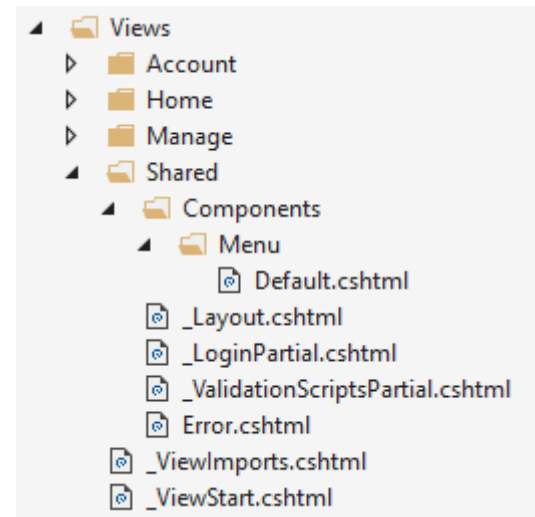 Views
Account
Home
Manage
Shared
Components
Menu
Default.cshtml
_Layout.cshtml
_LoginPartial.cshtml
_ValidationScriptsPartial.cshtml
Error.cshtml
_ViewImports.cshtml
_ViewStart.cshtml